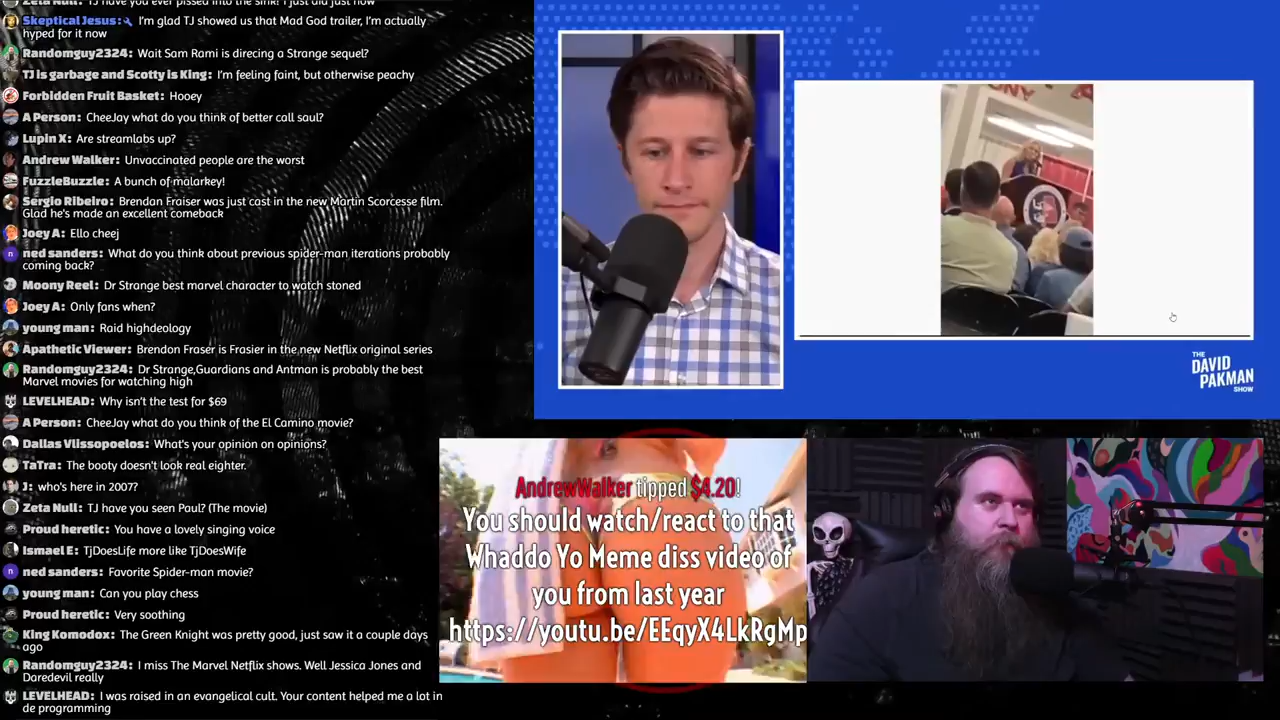 Zeta Null: TJ have you ever pissed into the sink? I just did just now
Skeptical Jesus: I'm glad TJ showed us that Mad God trailer, I'm actually
hyped for it now
Randomguy2324: Wait Sam Rami is direcing a Strange sequel?
TJ is garbage and Scotty is King: I'm feeling faint, but otherwise peachy
Forbidden Fruit Basket: Hooey
A Person: CheeJay what do you think of better call saul?
Lupin X: Are streamlabs up?
Andrew Walker: Unvaccinated people are the worst
FuzzleBuzzle: A bunch of malarkey!
Sergio Ribeiro: Brendan Fraiser was just cast in the new Martin Scorcesse film.
Glad he's made an excellent comeback
Joey A: Ello cheej
ned sanders: What do you think about previous spider-man iterations probably
coming back?
Moony Reel: Dr Strange best marvel character to watch stoned
Joey A: Only fans when?
young man: Raid highdeology
Apathetic Viewer: Brendon Fraser is Frasier in the new Netflix original series
Randomguy2324: Dr Strange,Guardians and Antman is probably the best
Marvel movies for watching high
LEVELHEAD: Why isn't the test for $69
A Person: CheeJay what do you think of the El Camino movie?
Dallas Vlissopoelos: What's your opinion on opinions?
TaTra: The booty doesn't look real eighter.
J: who's here in 2007?
Zeta Null: TJ have you seen Paul? (The movie)
Proud heretic: You have a lovely singing voice
Ismael E: TjDoesLife more like TjDoesWife
ned sanders: Favorite Spider-man movie?
young man: Can you play chess
Proud heretic: Very soothing
King Komodox: The Green Knight was pretty good, just saw it a couple days
ago
Randomguy2324: I miss The Marvel Netflix shows. Well Jessica Jones and
Daredevil really
LEVELHEAD: I was raised in an evangelical cult. Your content helped me a lot in
de programming
THE
DAVID
PAKMAN
SHOW
AndrewWalker tipped $4.20!
You should watch/react to that
Whaddo Yo Meme diss video of
you from last year
https://youtu.be/EEqyX4LkRgMp